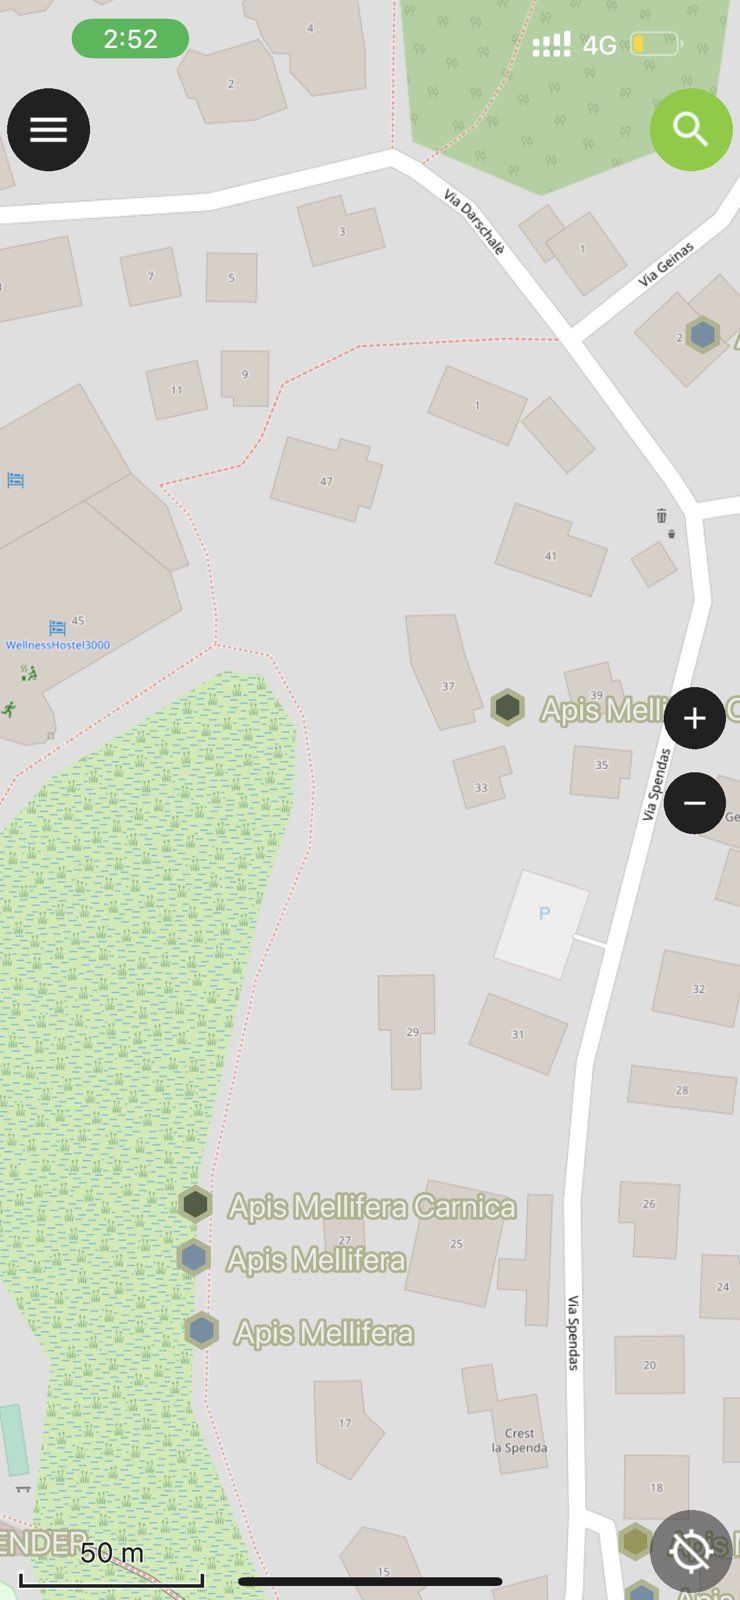 2:52
4G
4
2
Via Darschalè
3
1
Via Geinas
7
5
2
11
9
1
47
41
45
WellnessHostel3000
37
39
Apis Melli
+
35
33
−
Via Spendas
Ge
P
32
29
31
28
Apis Mellifera Carnica
26
27
25
Apis Mellifera
24
Via Spendas
Apis Mellifera
20
17
Crest
la Spenda
18
ENDER
50 m
15